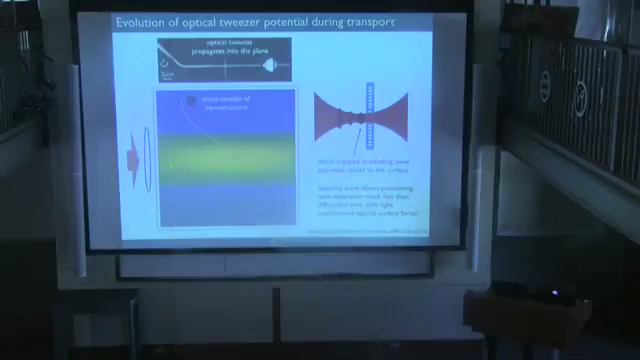 Evolution of optical tweezer potential during transport
optical tweezer
propagates into the plane
cross-section of
nanostructure
Atom trapped in standing wave
to the surface
Standing wave allows positioning
with separation much less than
diffraction limit, with tight
confinement against surface forces